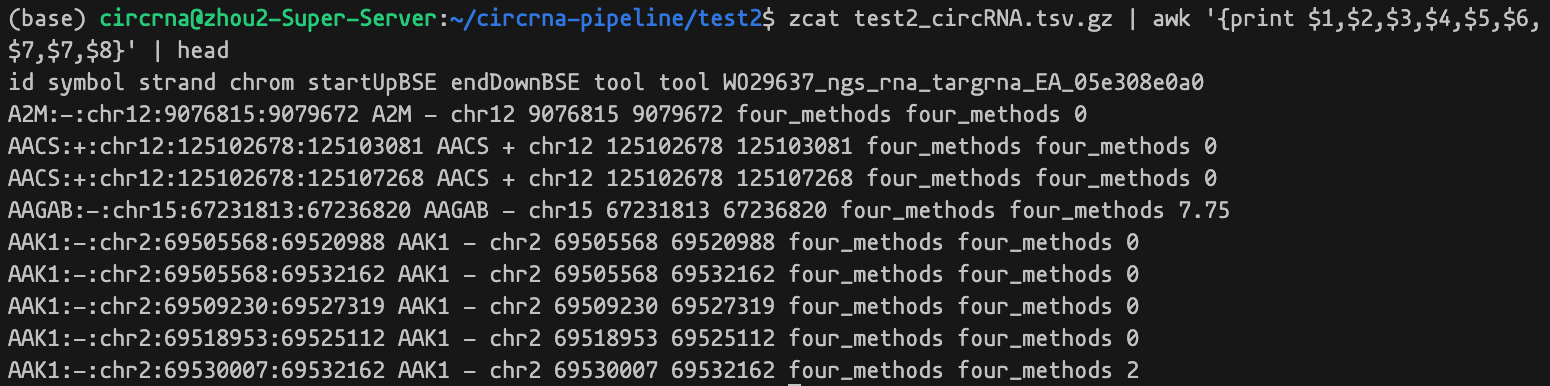 (base) circrna@zhou2-Super-Server:~/circrna-pipeline/test2$ zcat test2_circRNA.tsv.gz | awk '{print $1,$2,$3,$4,$5,$6,
$7,$7,$8}' | head
id symbol strand chrom startUpBSE endDownBSE tool tool WO29637_ngs_rna_targrna_EA_05e308e0a0
A2M:-:chr12:9076815:9079672 A2M - chr12 9076815 9079672 four_methods four_methods 0
AACS:+:chr12:125102678:125103081 AACS + chr12 125102678 125103081 four_methods four_methods 0
AACS:+:chr12:125102678:125107268 AACS + chr12 125102678 125107268 four_methods four_methods 0
AAGAB:-:chr15:67231813:67236820 AAGAB - chr15 67231813 67236820 four_methods four_methods 7.75
AAK1:-:chr2:69505568:69520988 AAK1 - chr2 69505568 69520988 four_methods four_methods 0
AAK1:-:chr2:69505568:69532162 AAK1 - chr2 69505568 69532162 four_methods four_methods 0
AAK1:-:chr2:69509230:69527319 AAK1 - chr2 69509230 69527319 four_methods four_methods 0
AAK1:-:chr2:69518953:69525112 AAK1 - chr2 69518953 69525112 four_methods four_methods 0
AAK1:-:chr2:69530007:69532162 AAK1 - chr2 69530007 69532162 four_methods four_methods 2